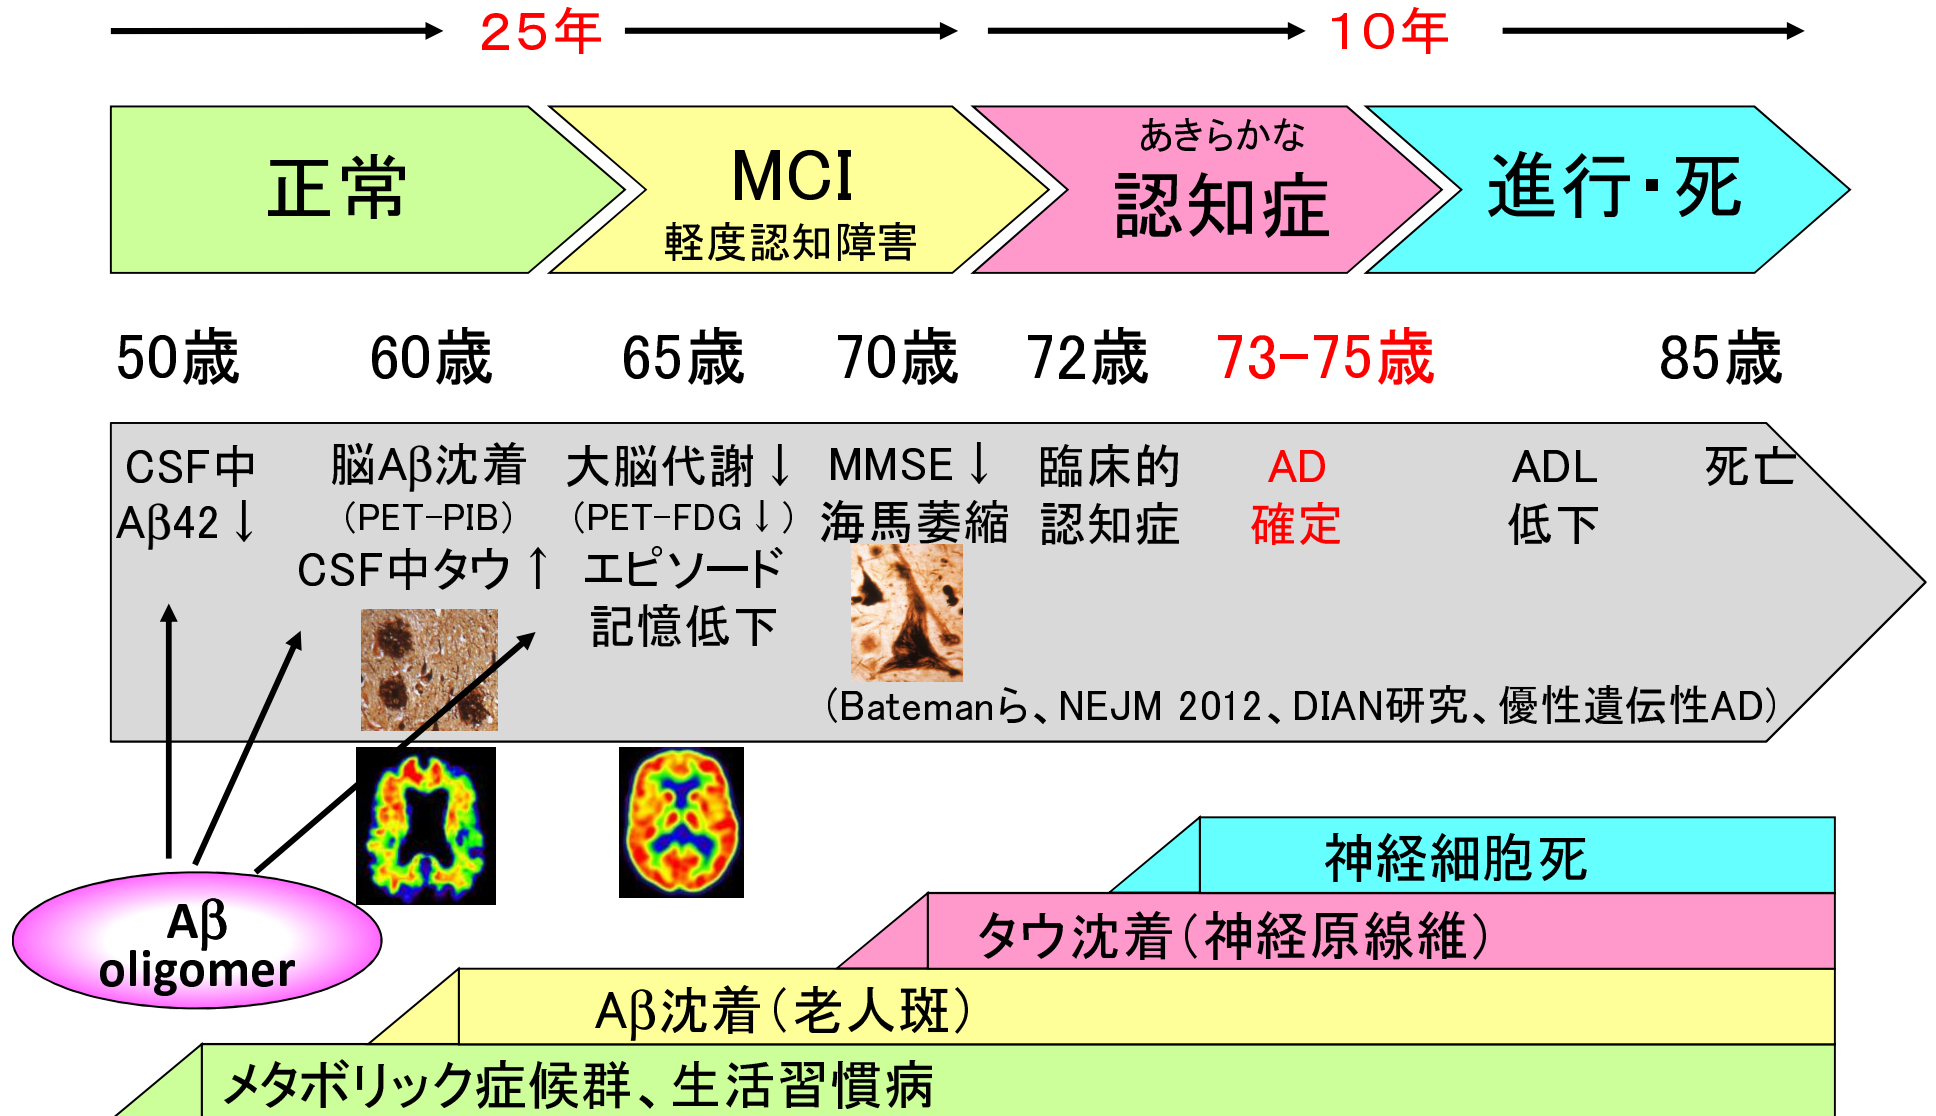 25年
10年
正常
MCI
軽度認知障害
あきらかな
認知症
進行・死
50歳
60歳
65歳
70歳
72歳
73-75歳
85歳
CSF中
Aβ42↓
脳Aβ沈着
(PET-PIB)
CSF中タウ↑
大脳代謝↓
(PET-FDG↓)
エピソード
記憶低下
MMSE↓
海馬萎縮
臨床的
認知症
AD
確定
ADL
低下
死亡
(Batemanら、NEJM 2012、DIAN研究、優性遺伝性AD)
Aβ
oligomer
神経細胞死
タウ沈着(神経原線維)
Aβ沈着(老人斑)
メタボリック症候群、生活習慣病